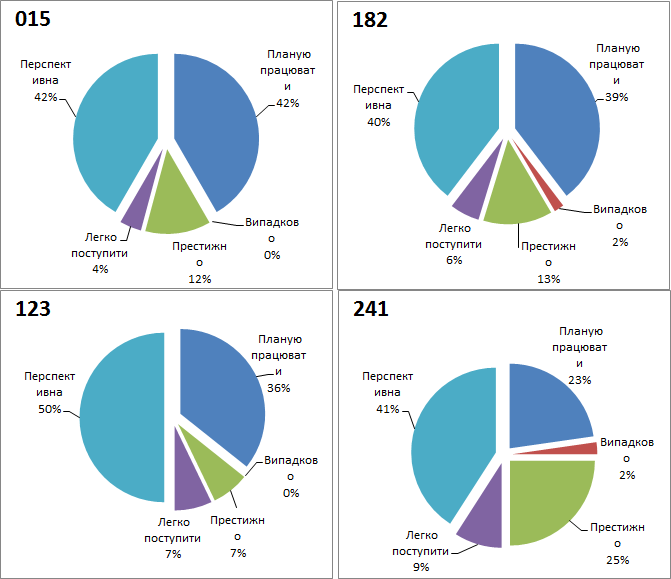 015
Перспект
ивна
42%
Планую
працюват
и
42%
Випадков
о
0%
Престижн
о
12%
Легко
поступити
4%
182
Перспект
ивна
40%
Планую
працюват
и
39%
Випадков
о
2%
Престижн
о
13%
Легко
поступити
6%
123
Перспект
ивна
50%
Планую
працюват
и
36%
Випадков
о
0%
Престижн
о
7%
Легко
поступити
7%
241
Перспект
ивна
41%
Планую
працюват
и
23%
Випадков
о
2%
Престижн
о
25%
Легко
поступити
9%